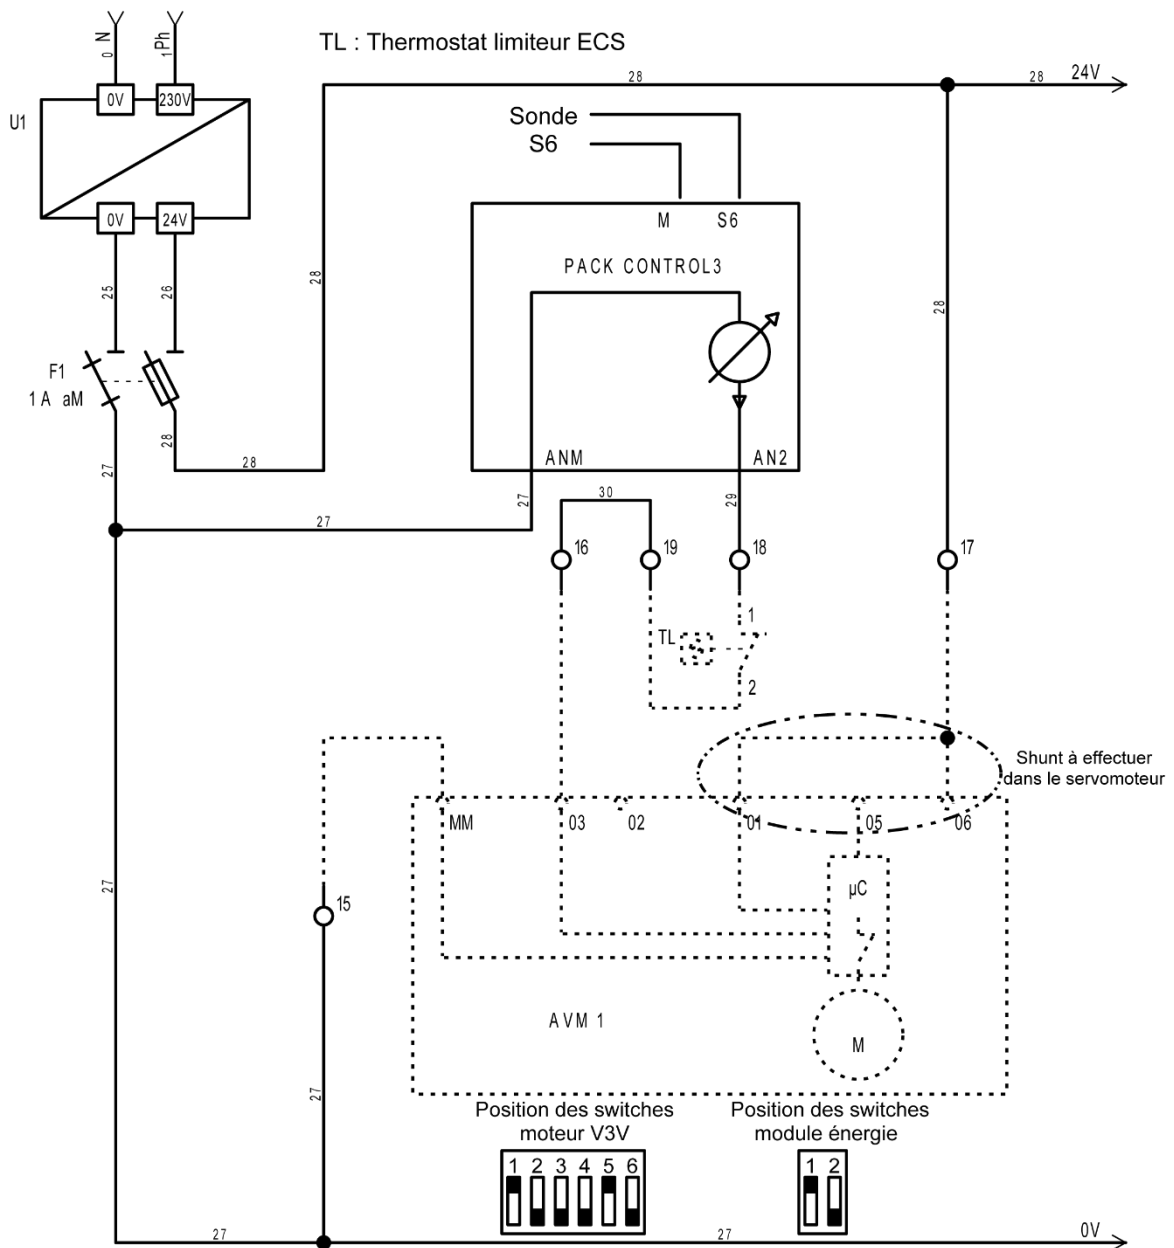 N
0
Ph
1
TL : Thermostat limiteur ECS
28
28
24V
0V
230V
U1
Sonde
S6
0V
24V
M
S6
PACK CONTROL3
25
26
28
28
F1
1 A aM
28
28
27
ANM
AN2
27
27
29
30
16
19
18
17
1
TL
2
Shunt à effectuer
dans le servomoteur
MM
03
02
01
05
06
µC
27
15
AVM 1
M
27
Position des switches
moteur V3V
Position des switches
module énergie
1 2 3 4 5 6
1 2
27
27
0V